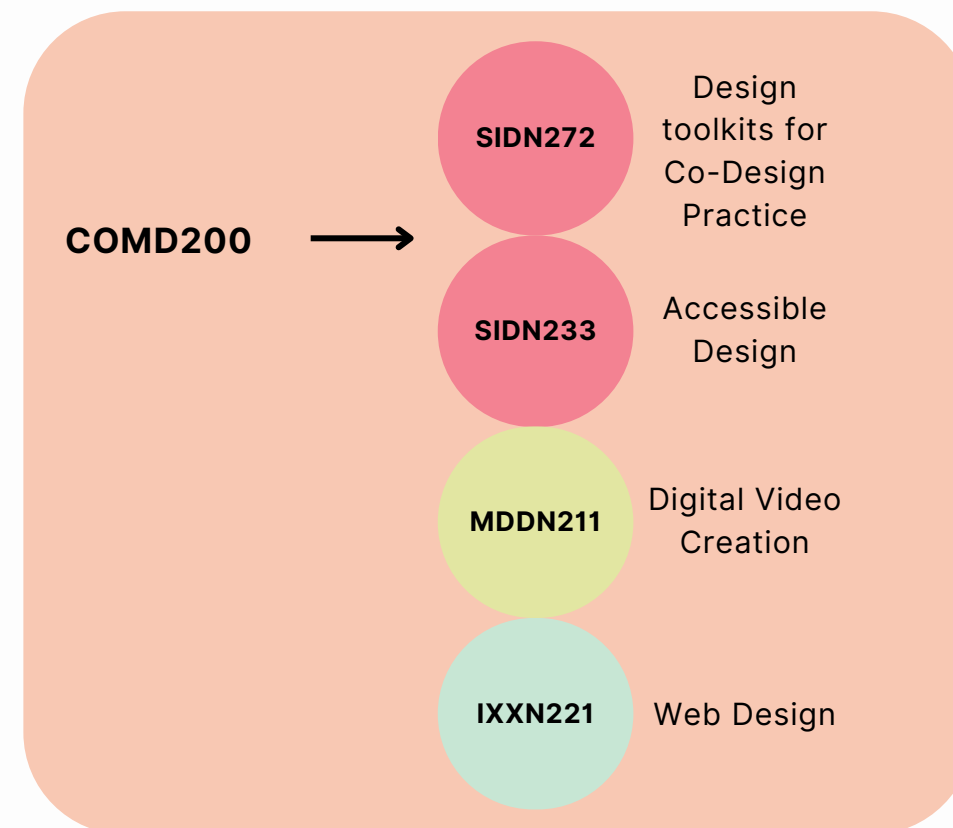 COMD200
SIDN272
Design
toolkits for
Co-Design
Practice
SIDN233
Accessible
Design
MDDN211
Digital Video
Creation
IXXN221
Web Design